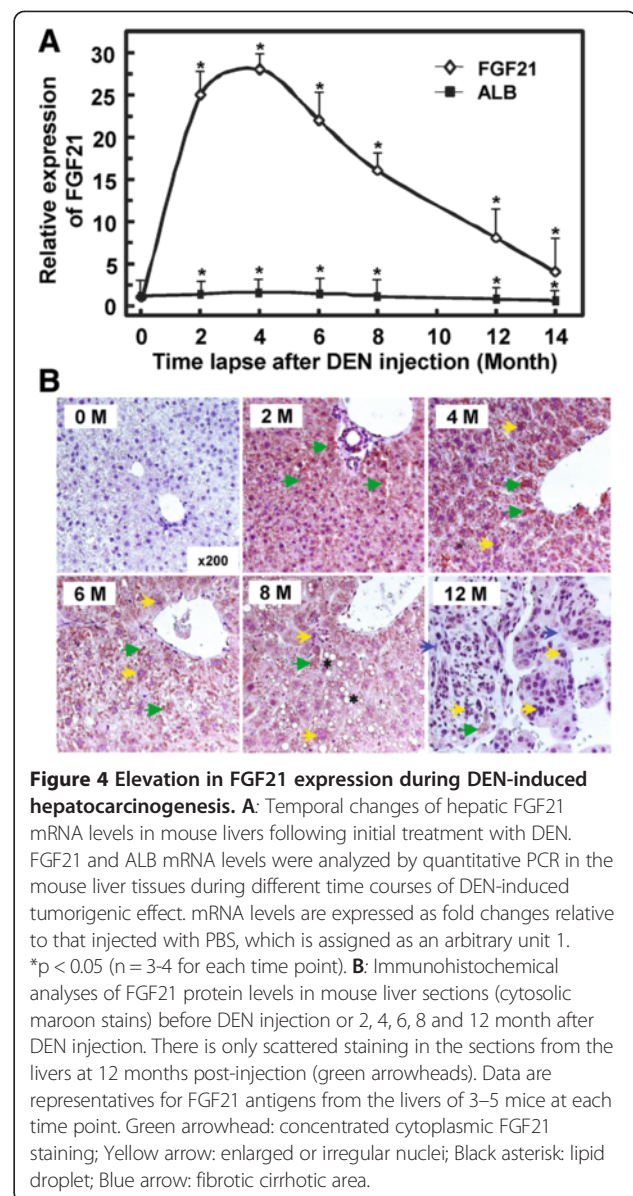 A
Relative expression
of FGF21
30
25
20
15
10
5
0
* * * * * *
FGF21
ALB
* * * * * *
0 2 4 6 8 10 12 14
Time lapse after DEN injection (Month)
B
0 M
2 M
4 M
x200
6 M
8 M
12 M
*
*
Figure 4 Elevation in FGF21 expression during DEN-induced
hepatocarcinogenesis. A: Temporal changes of hepatic FGF21
mRNA levels in mouse livers following initial treatment with DEN.
FGF21 and ALB mRNA levels were analyzed by quantitative PCR in the
mouse liver tissues during different time courses of DEN-induced
tumorigenic effect. mRNA levels are expressed as fold changes relative
to that injected with PBS, which is assigned as an arbitrary unit 1.
*p < 0.05 (n = 3-4 for each time point). B: Immunohistochemical
analyses of FGF21 protein levels in mouse liver sections (cytosolic
maroon stains) before DEN injection or 2, 4, 6, 8 and 12 month after
DEN injection. There is only scattered staining in the sections from the
livers at 12 months post-injection (green arrowheads). Data are
representatives for FGF21 antigens from the livers of 3–5 mice at each
time point. Green arrowhead: concentrated cytoplasmic FGF21
staining; Yellow arrow: enlarged or irregular nuclei; Black asterisk: lipid
droplet; Blue arrow: fibrotic cirrhotic area.